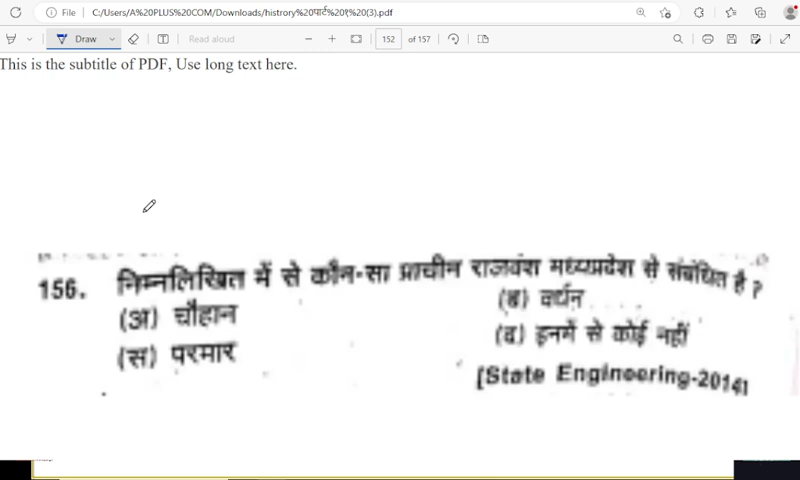 File
C:/Users/A%20PLUS%20COM/Downloads/histrory%20पार्ट%20१%20(3).pdf
Draw
Read aloud
152 of 157
This is the subtitle of PDF, Use long text here.
156. निम्नलिखित में से कौन-सा प्राचीन राजवंश मध्यप्रदेश से संबंधित है ?
(अ) चौहान (ब) वर्धन
(स) परमार (द) इनमें से कोई नहीं
[State Engineering-2014]